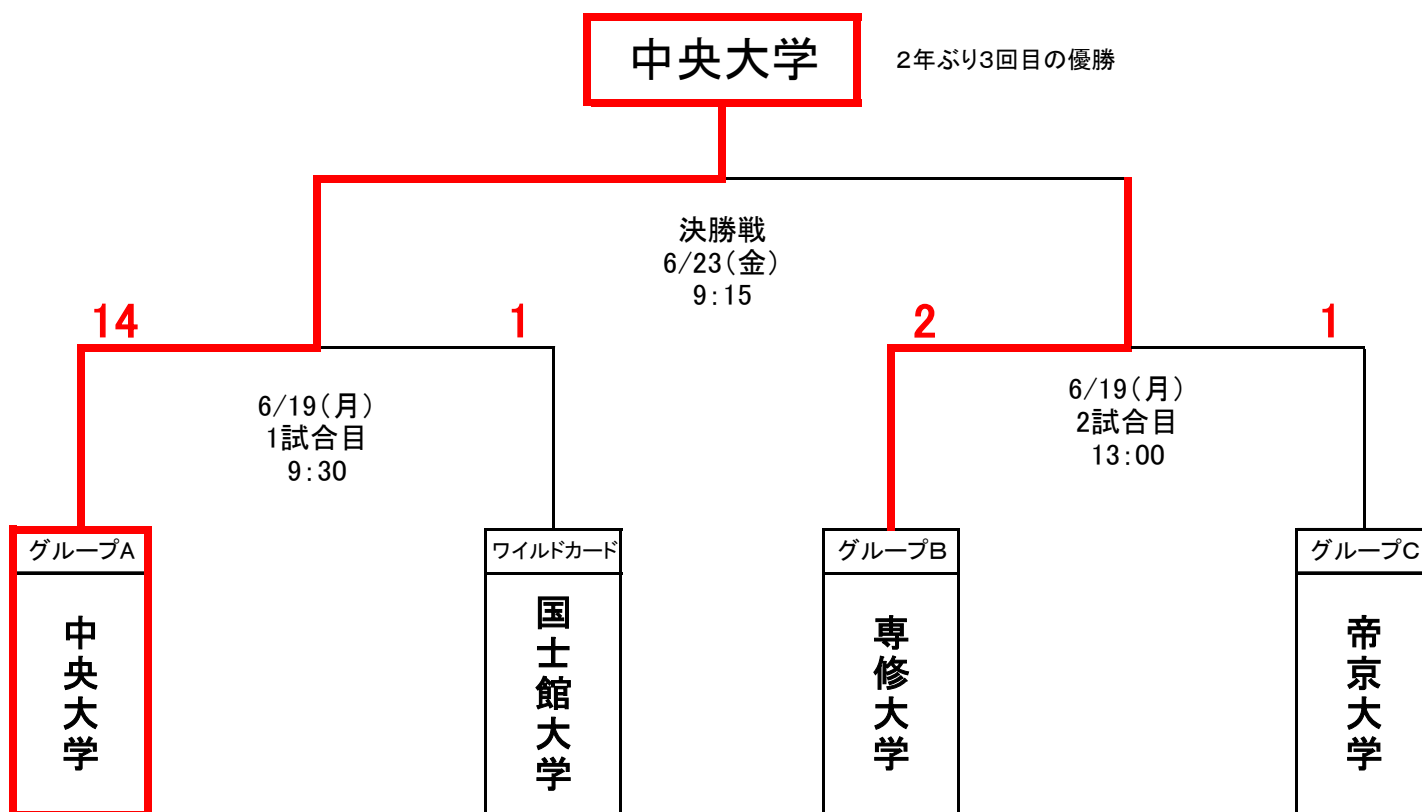 中央大学
2年ぶり3回目の優勝
決勝戦
6/23(金)
9:15
14
1
2
1
6/19(月)
1試合目
9:30
6/19(月)
2試合目
13:00
グループA
ワイルドカード
グループB
グループC
中央大学
国士館大学
専修大学
帝京大学